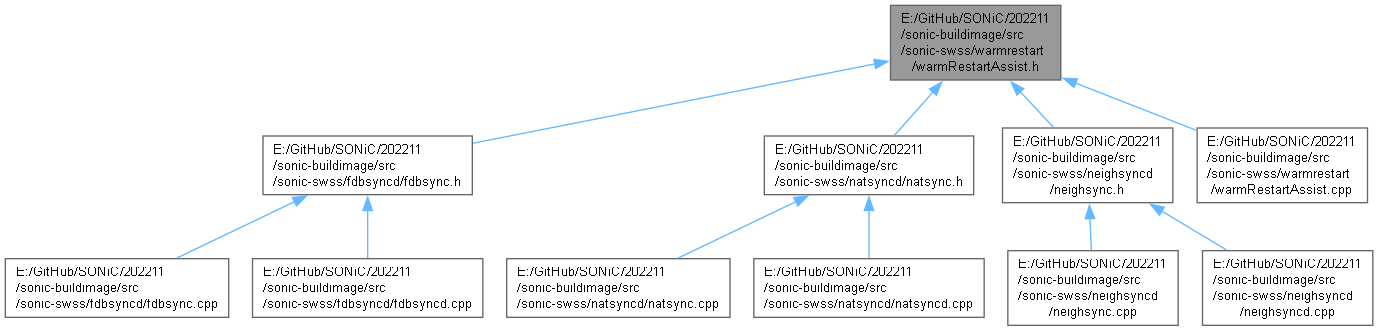 E:/GitHub/SONiC/202211
/sonic-buildimage/src
/sonic-swss/warmrestart
/warmRestartAssist.h
E:/GitHub/SONiC/202211
/sonic-buildimage/src
/sonic-swss/fdbsyncd/fdbsync.h
E:/GitHub/SONiC/202211
/sonic-buildimage/src
/sonic-swss/natsyncd/natsync.h
E:/GitHub/SONiC/202211
/sonic-buildimage/src
/sonic-swss/neighsyncd
/neighsync.h
E:/GitHub/SONiC/202211
/sonic-buildimage/src
/sonic-swss/warmrestart
/warmRestartAssist.cpp
E:/GitHub/SONiC/202211
/sonic-buildimage/src
/sonic-swss/fdbsyncd/fdbsync.cpp
E:/GitHub/SONiC/202211
/sonic-buildimage/src
/sonic-swss/fdbsyncd/fdbsyncd.cpp
E:/GitHub/SONiC/202211
/sonic-buildimage/src
/sonic-swss/natsyncd/natsync.cpp
E:/GitHub/SONiC/202211
/sonic-buildimage/src
/sonic-swss/natsyncd/natsyncd.cpp
E:/GitHub/SONiC/202211
/sonic-buildimage/src
/sonic-swss/neighsyncd
/neighsync.cpp
E:/GitHub/SONiC/202211
/sonic-buildimage/src
/sonic-swss/neighsyncd
/neighsyncd.cpp